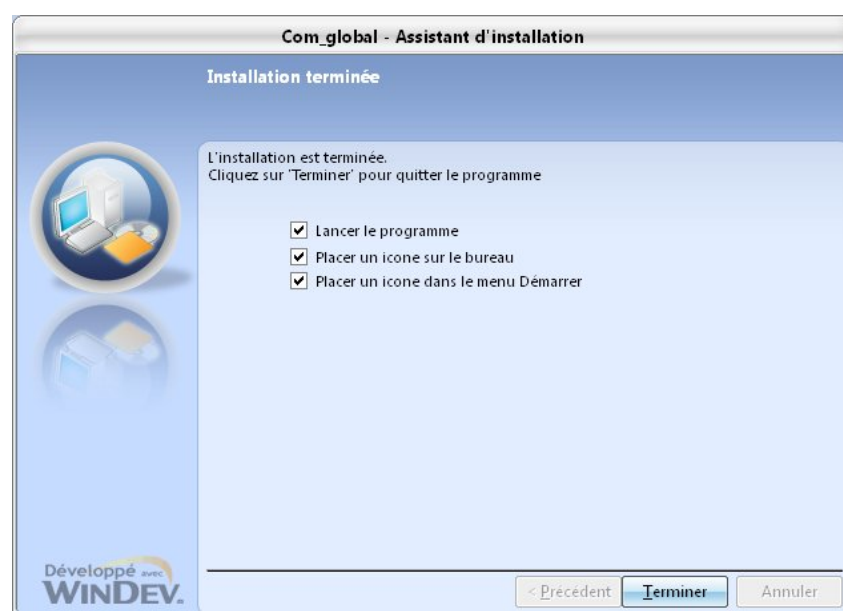 Com_global - Assistant d'installation
Installation terminée
L'installation est terminée.
Cliquez sur 'Terminer' pour quitter le programme
Lancer le programme
Placer un icone sur le bureau
Placer un icone dans le menu Démarrer
Développé avec
WINDEV.
< Précédent
Terminer
Annuler